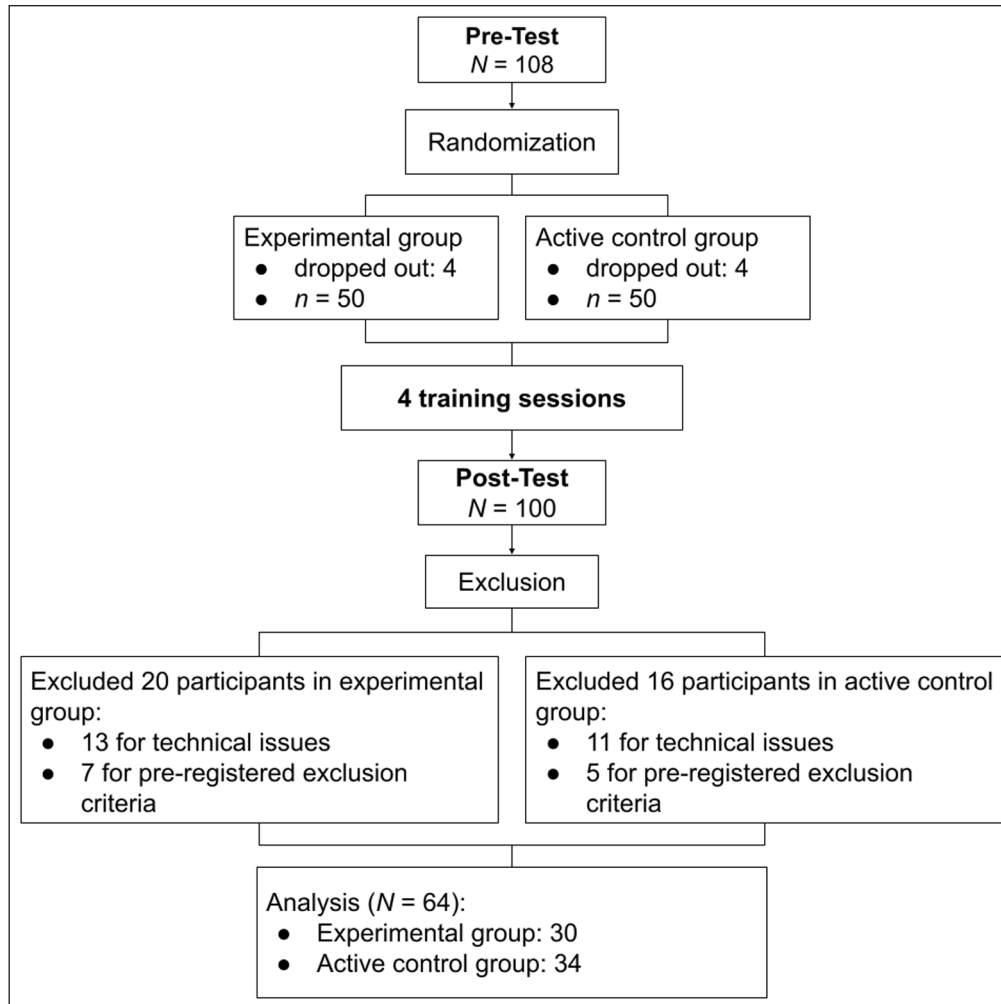 Pre-Test
N = 108
Randomization
Experimental group
● dropped out: 4
● n = 50
Active control group
● dropped out: 4
● n = 50
4 training sessions
Post-Test
N = 100
Exclusion
Excluded 20 participants in experimental
group:
● 13 for technical issues
● 7 for pre-registered exclusion
criteria
Excluded 16 participants in active control
group:
● 11 for technical issues
● 5 for pre-registered exclusion
criteria
Analysis (N = 64):
● Experimental group: 30
● Active control group: 34